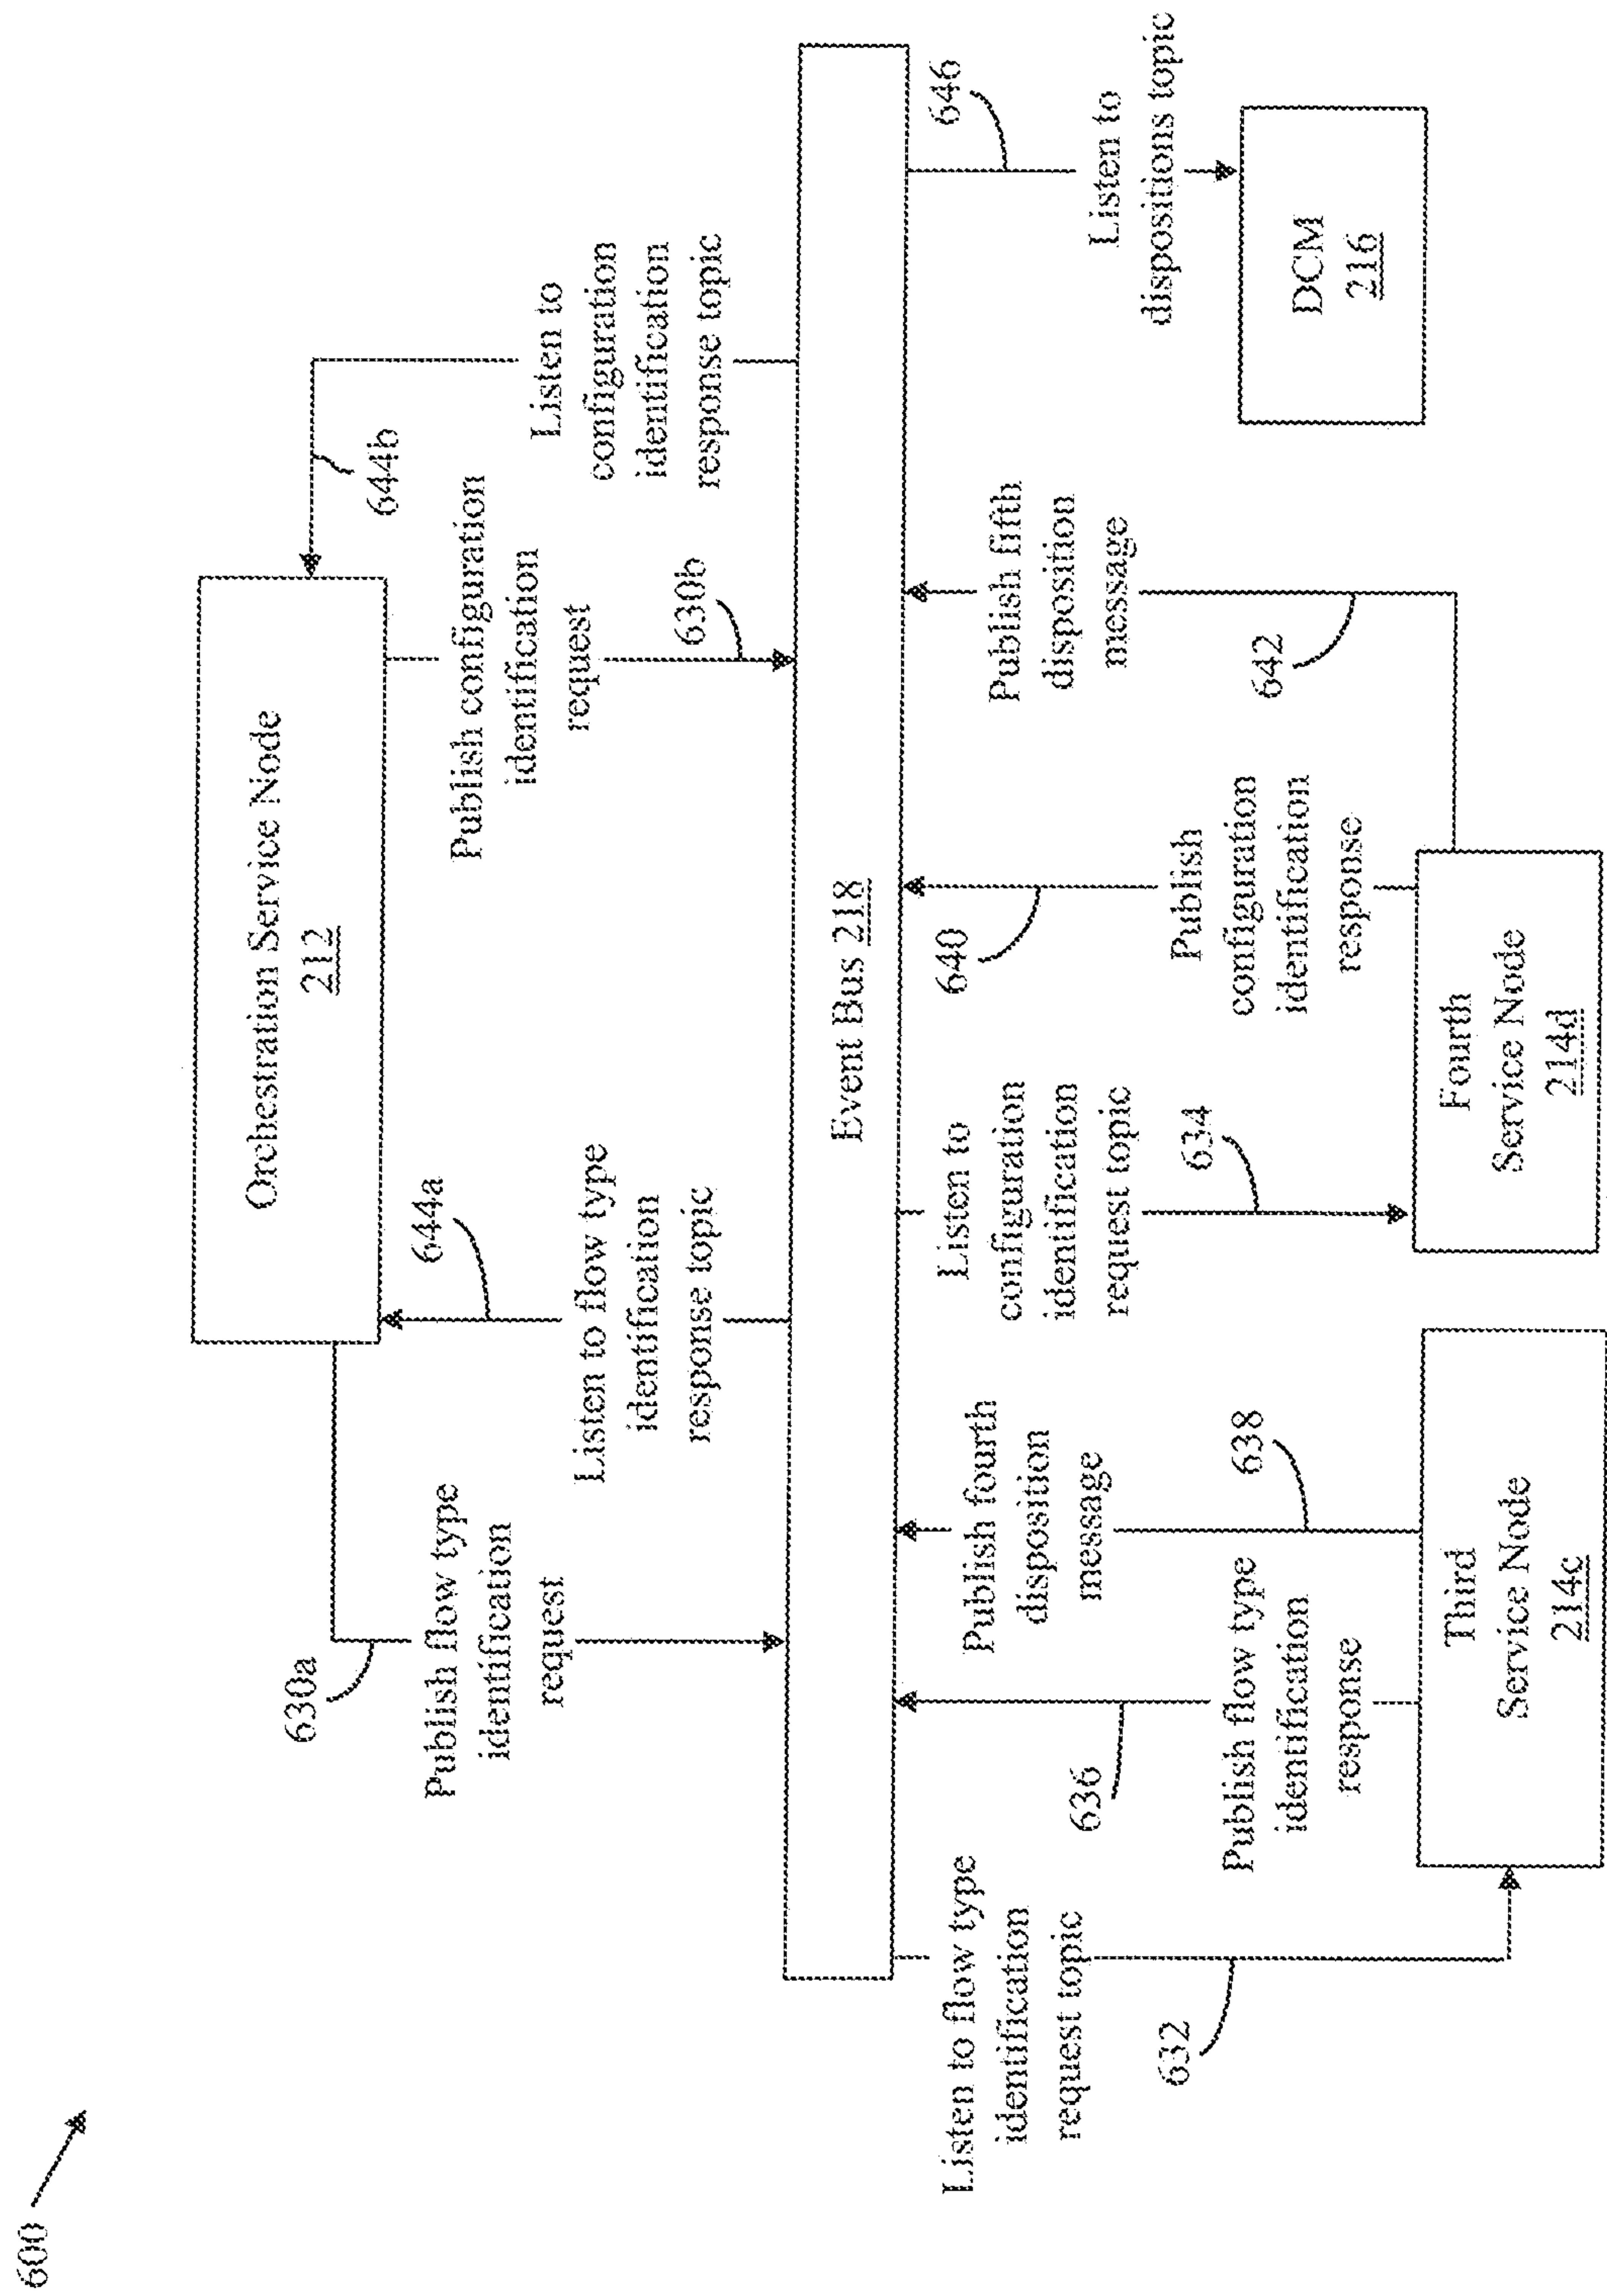 600
Orchestration Service Node
212
630a
Publish flow type
identification
request
644a
Listen to flow type
identification
response topic
Publish configuration
identification
request
630b
644b
Listen to
configuration
identification
response topic
Event Bus 218
Listen to flow type
identification
request topic
632
636
Publish flow type
identification
response
Publish fourth
disposition
message
638
Listen to
configuration
identification
request topic
634
640
Publish
configuration
identification
response
Publish fifth
disposition
message
642
646
Listen to
dispositions topic
Third
Service Node
214c
Fourth
Service Node
214d
DCM
216